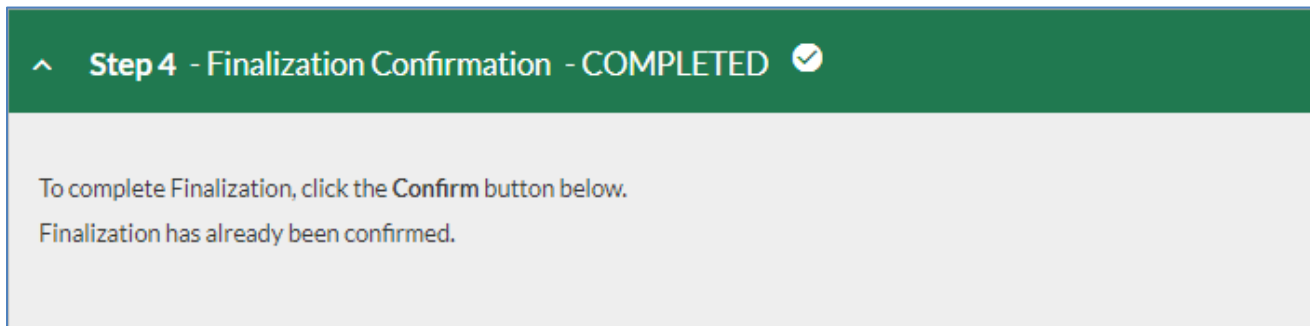 Step 4 - Finalization Confirmation - COMPLETED
To complete Finalization, click the Confirm button below.
Finalization has already been confirmed.